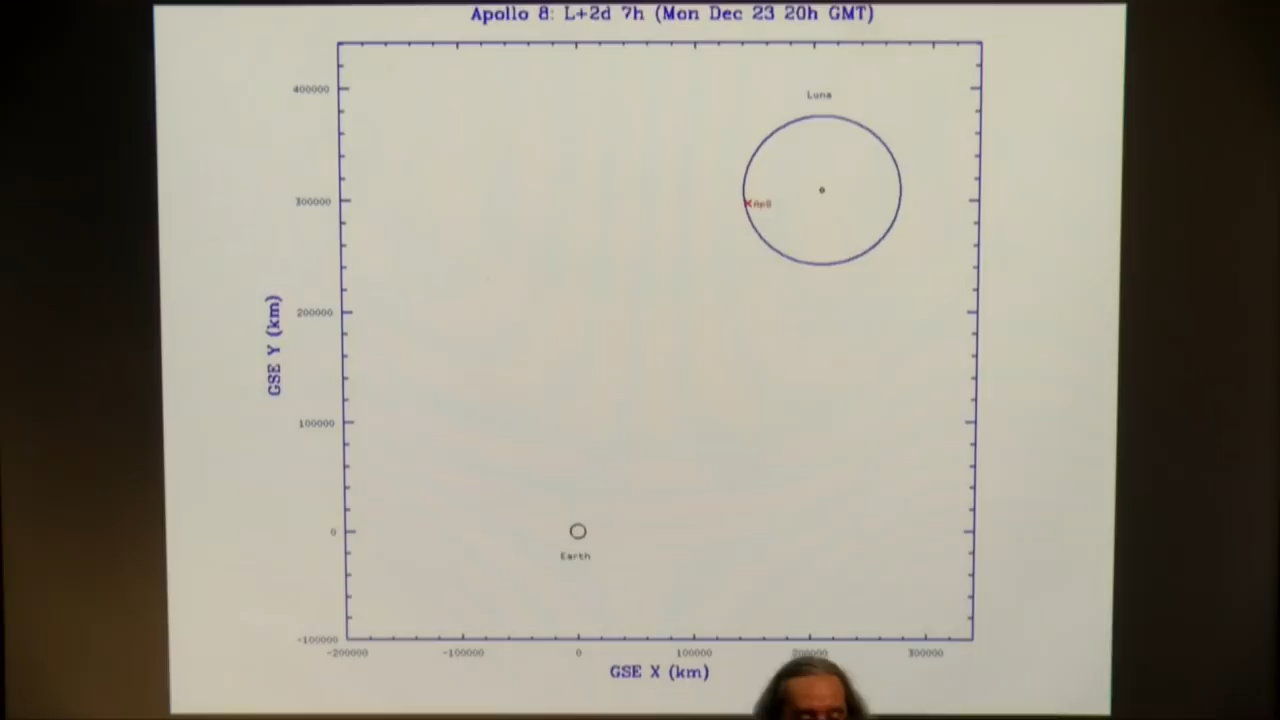 Apollo 8: L+2d 7h (Mon Dec 23 20h GMT)
400000
Luna
300000
Ap8
200000
GSE Y (km)
100000
0
Earth
-100000
-200000
-100000
0
100000
200000
300000
GSE X (km)